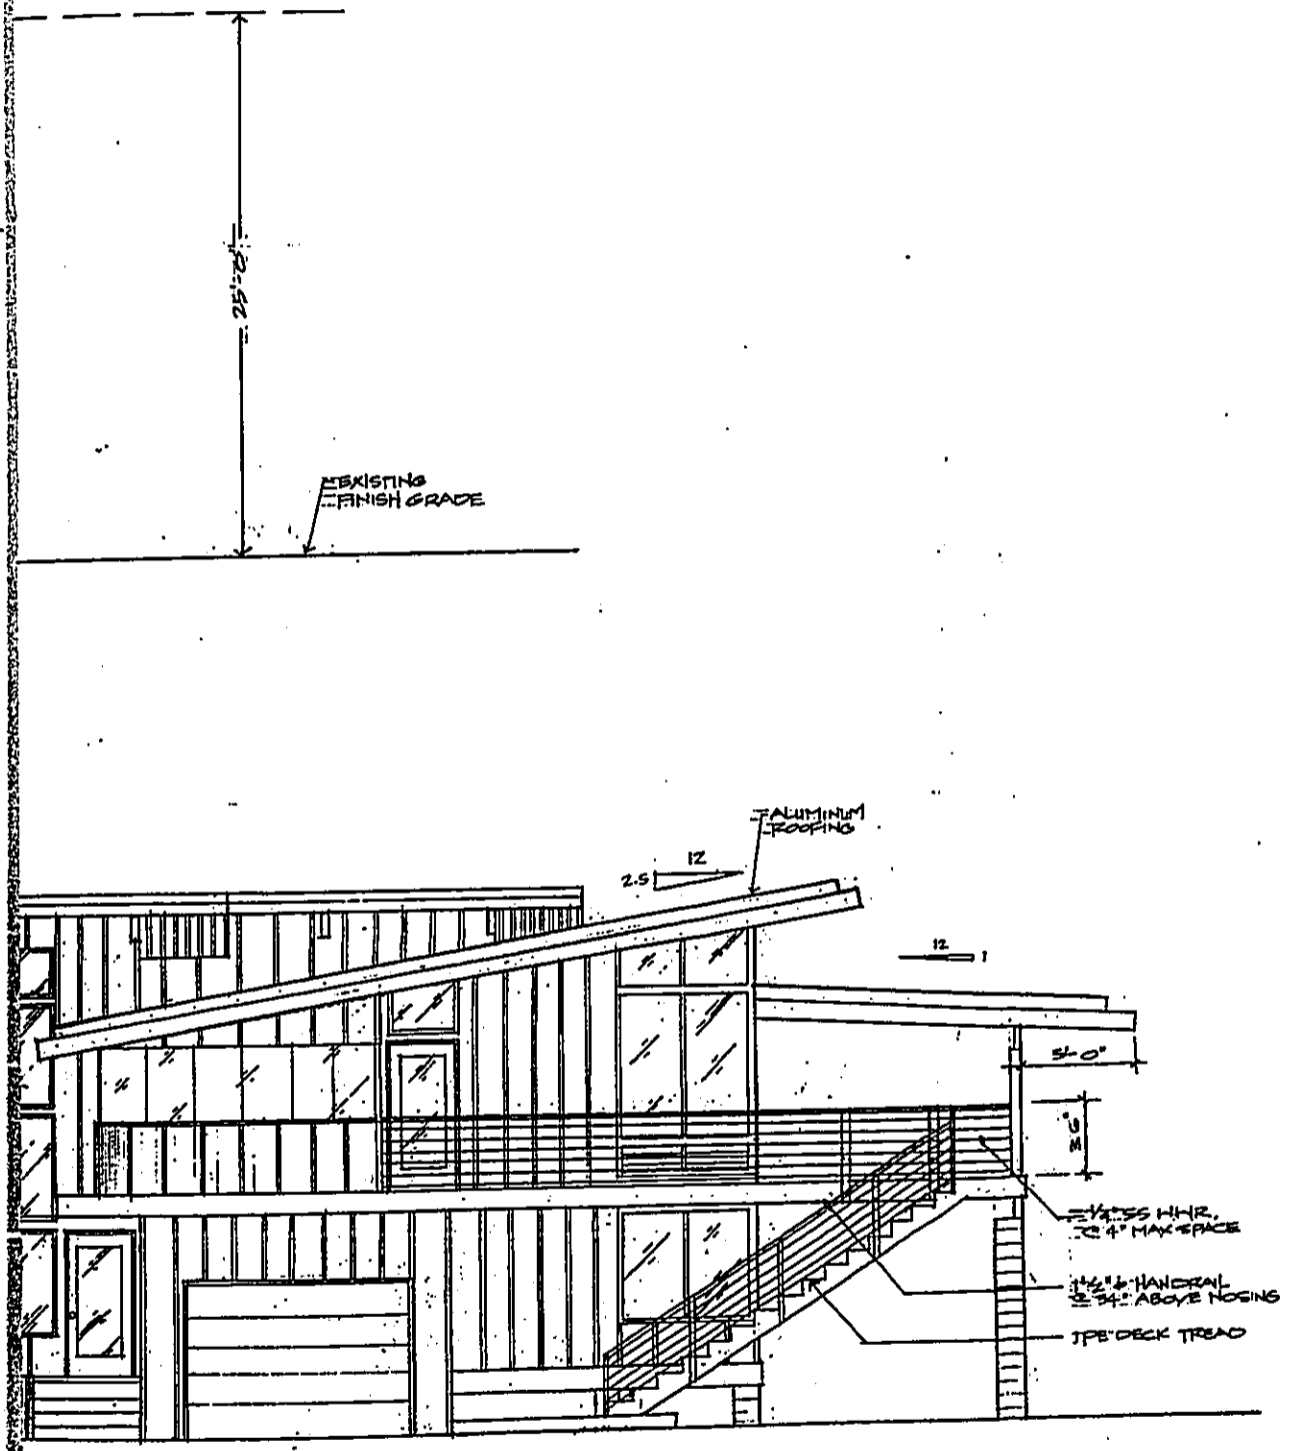 25'-0"
EXISTING
FINISH GRADE
ALUMINUM
ROOFING
12
2.5
12
1
5'-0"
3'-6"
1/4" SS HHR.
@ 4" MAX SPACE
1 1/2" ϕ HANDRAIL
@ 34" ABOVE NOSING
IPE DECK TREAD